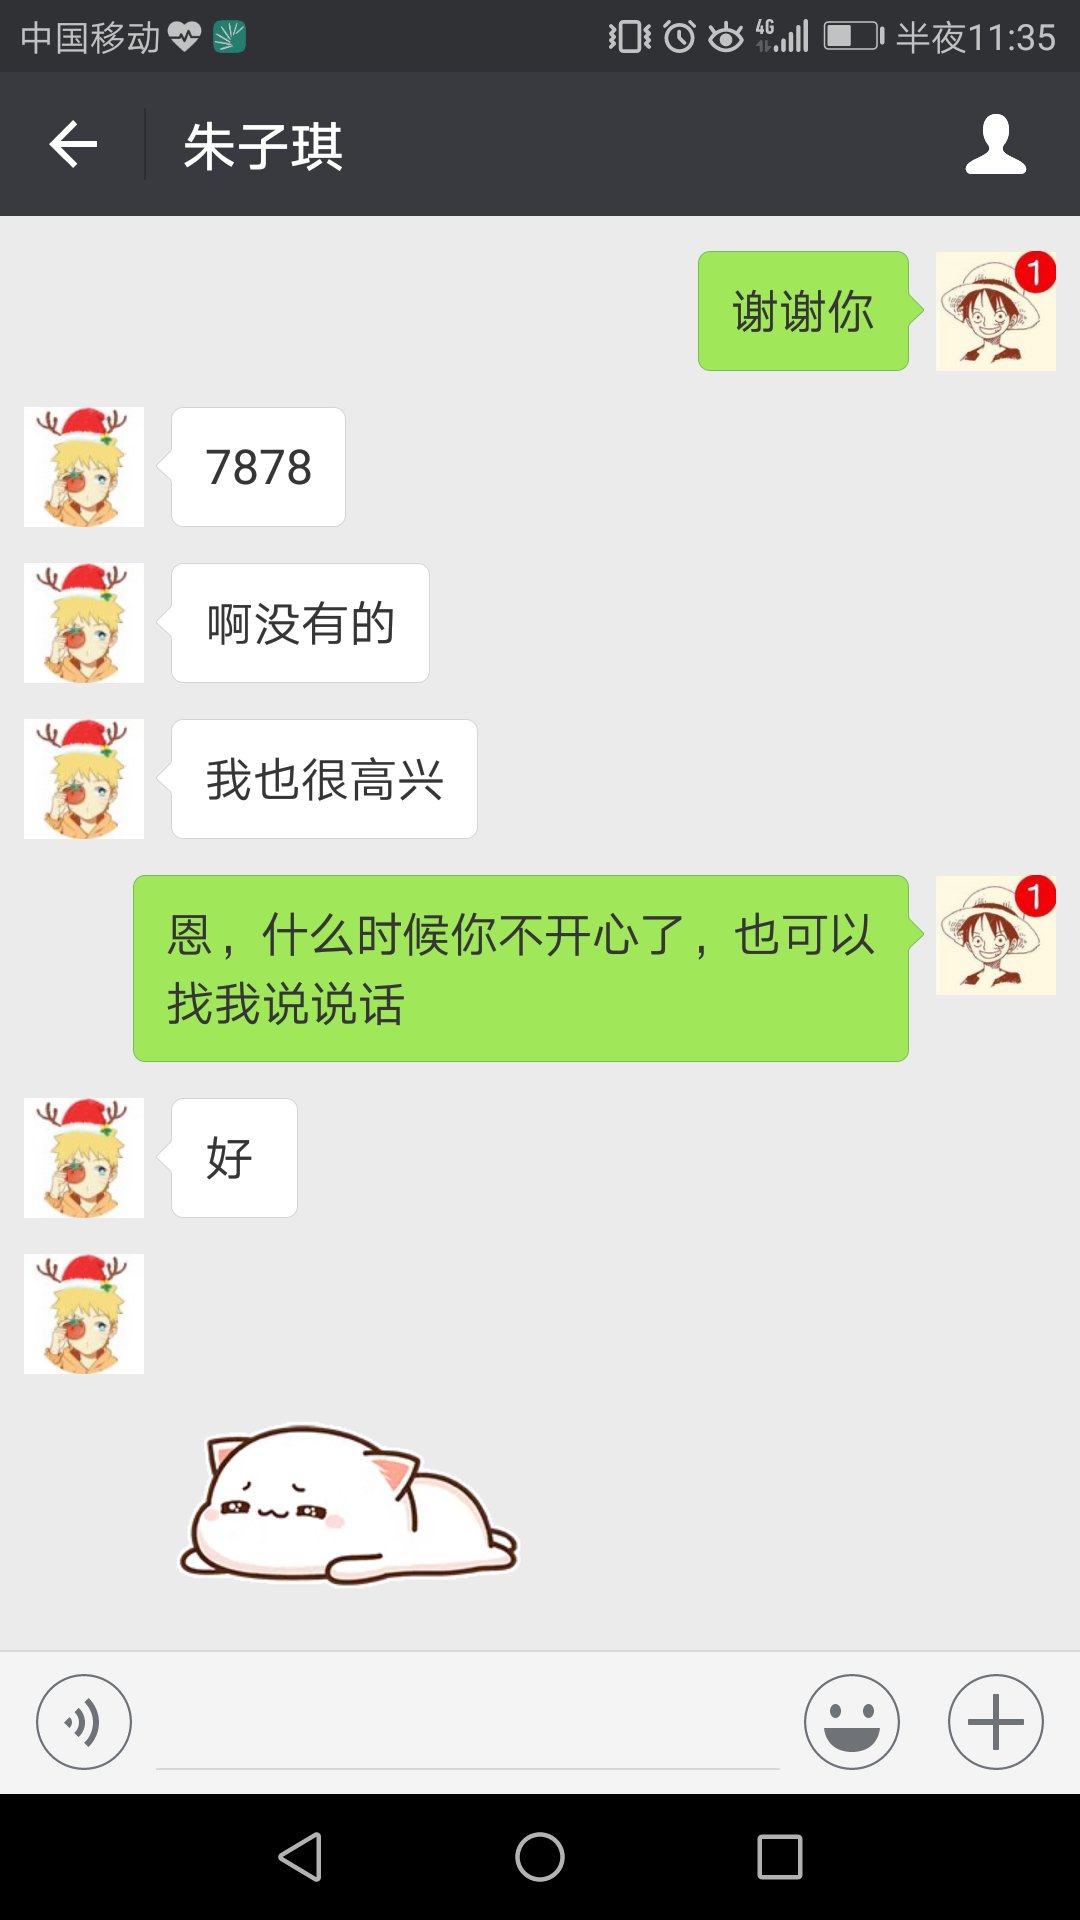 中国移动 4G 半夜11:35
朱子琪
谢谢你
1
7878
啊没有的
我也很高兴
恩，什么时候你不开心了，也可以
找我说说话
1
好